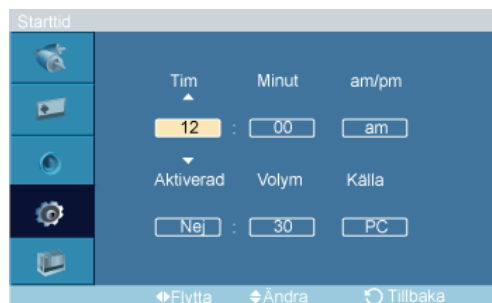 Starttid
Tim Minut am/pm
12 : 00 am
Aktiverad Volym Källa
Nej : 30 PC
Flytta Ändra Tillbaka